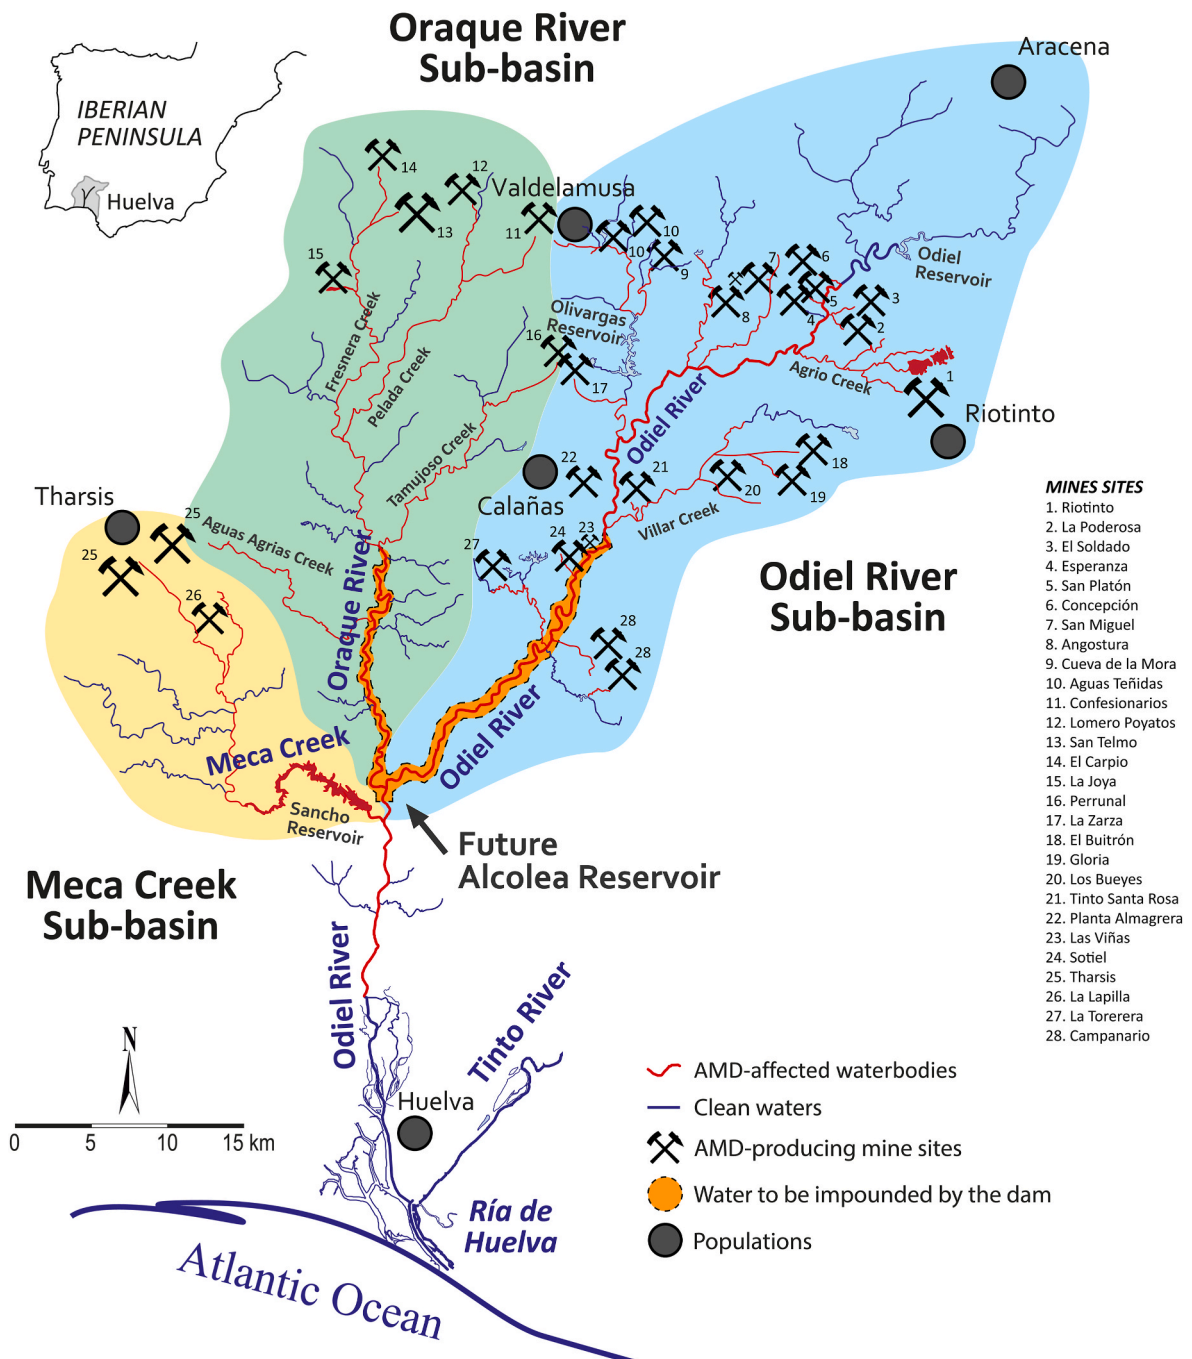 Oraque River
Sub-basin
Aracena
IBERIAN
PENINSULA
Huelva
14
12
13
Valdelamusa
11
10
10
9
15
7
6
Odiel
Reservoir
8
5
4
3
2
Olivargas
Reservoir
Fresnera Creek
Pelada Creek
16
17
Agrio Creek
1
Riotinto
Odiel River
Tamujoso Creek
22
Calañas
21
20
19
18
Villar Creek
Tharsis
25
25
Aguas Agrias Creek
26
27
24
23
28
28
Oraque River
Odiel River
Odiel River
Sub-basin
Meca Creek
Sancho
Reservoir
Future
Alcolea Reservoir
Meca Creek
Sub-basin
Odiel River
Tinto River
Huelva
N
0 5 10 15 km
Ría de
Huelva
Atlantic Ocean
MINES SITES
1. Riotinto
2. La Poderosa
3. El Soldado
4. Esperanza
5. San Platón
6. Concepción
7. San Miguel
8. Angostura
9. Cueva de la Mora
10. Aguas Teñidas
11. Confesionarios
12. Lomero Poyatos
13. San Telmo
14. El Carpio
15. La Joya
16. Perrunal
17. La Zarza
18. El Buitrón
19. Gloria
20. Los Bueyes
21. Tinto Santa Rosa
22. Planta Almagrera
23. Las Viñas
24. Sotiel
25. Tharsis
26. La Lapilla
27. La Torerera
28. Campanario
AMD-affected waterbodies
Clean waters
AMD-producing mine sites
Water to be impounded by the dam
Populations